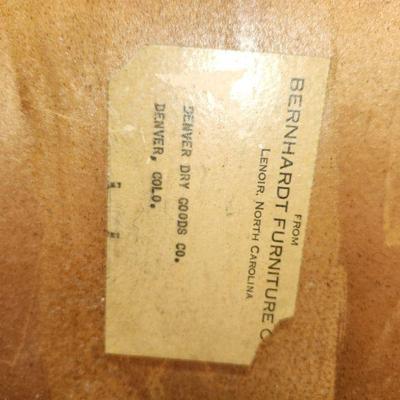 FROM
BERNHARDT FURNITURE C
LENOIR, NORTH CAROLINA
DENVER DRY GOODS CO.
DENVER, COLO.